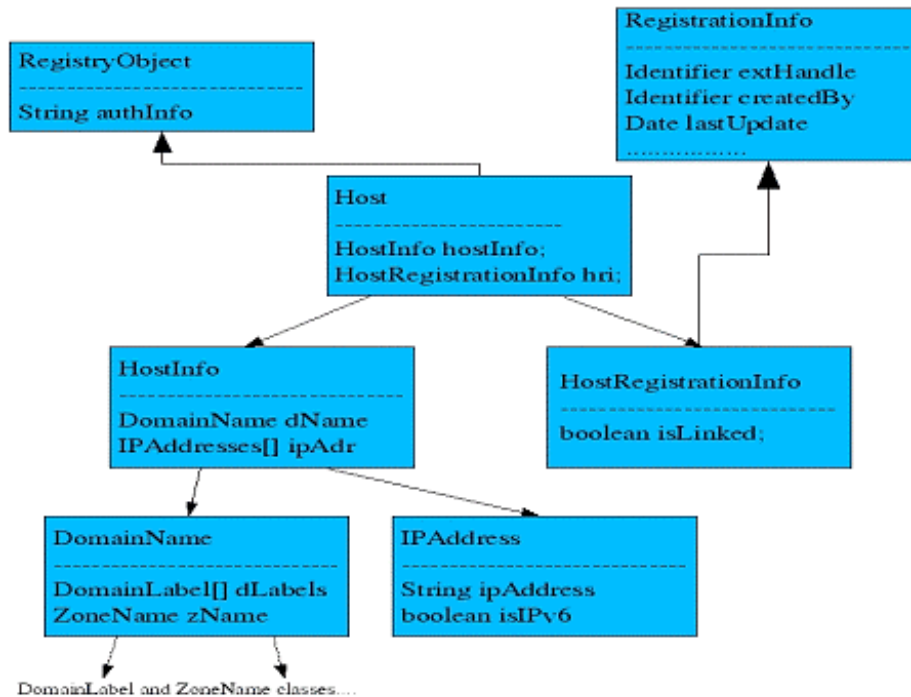 RegistryObject
------------------------------
String authInfo
RegistrationInfo
------------------------------
Identifier extHandle
Identifier createdBy
Date lastUpdate
................
Host
------------------------
HostInfo hostInfo;
HostRegistrationInfo hri;
HostInfo
------------------------------
DomainName dName
IPAddresses[] ipAdr
HostRegistrationInfo
-----------------------------
boolean isLinked;
DomainName
------------------------------
DomainLabel[] dLabels
ZoneName zName
IPAddress
------------------------------
String ipAddress
boolean isIPv6
DomainLabel and ZoneName classes....